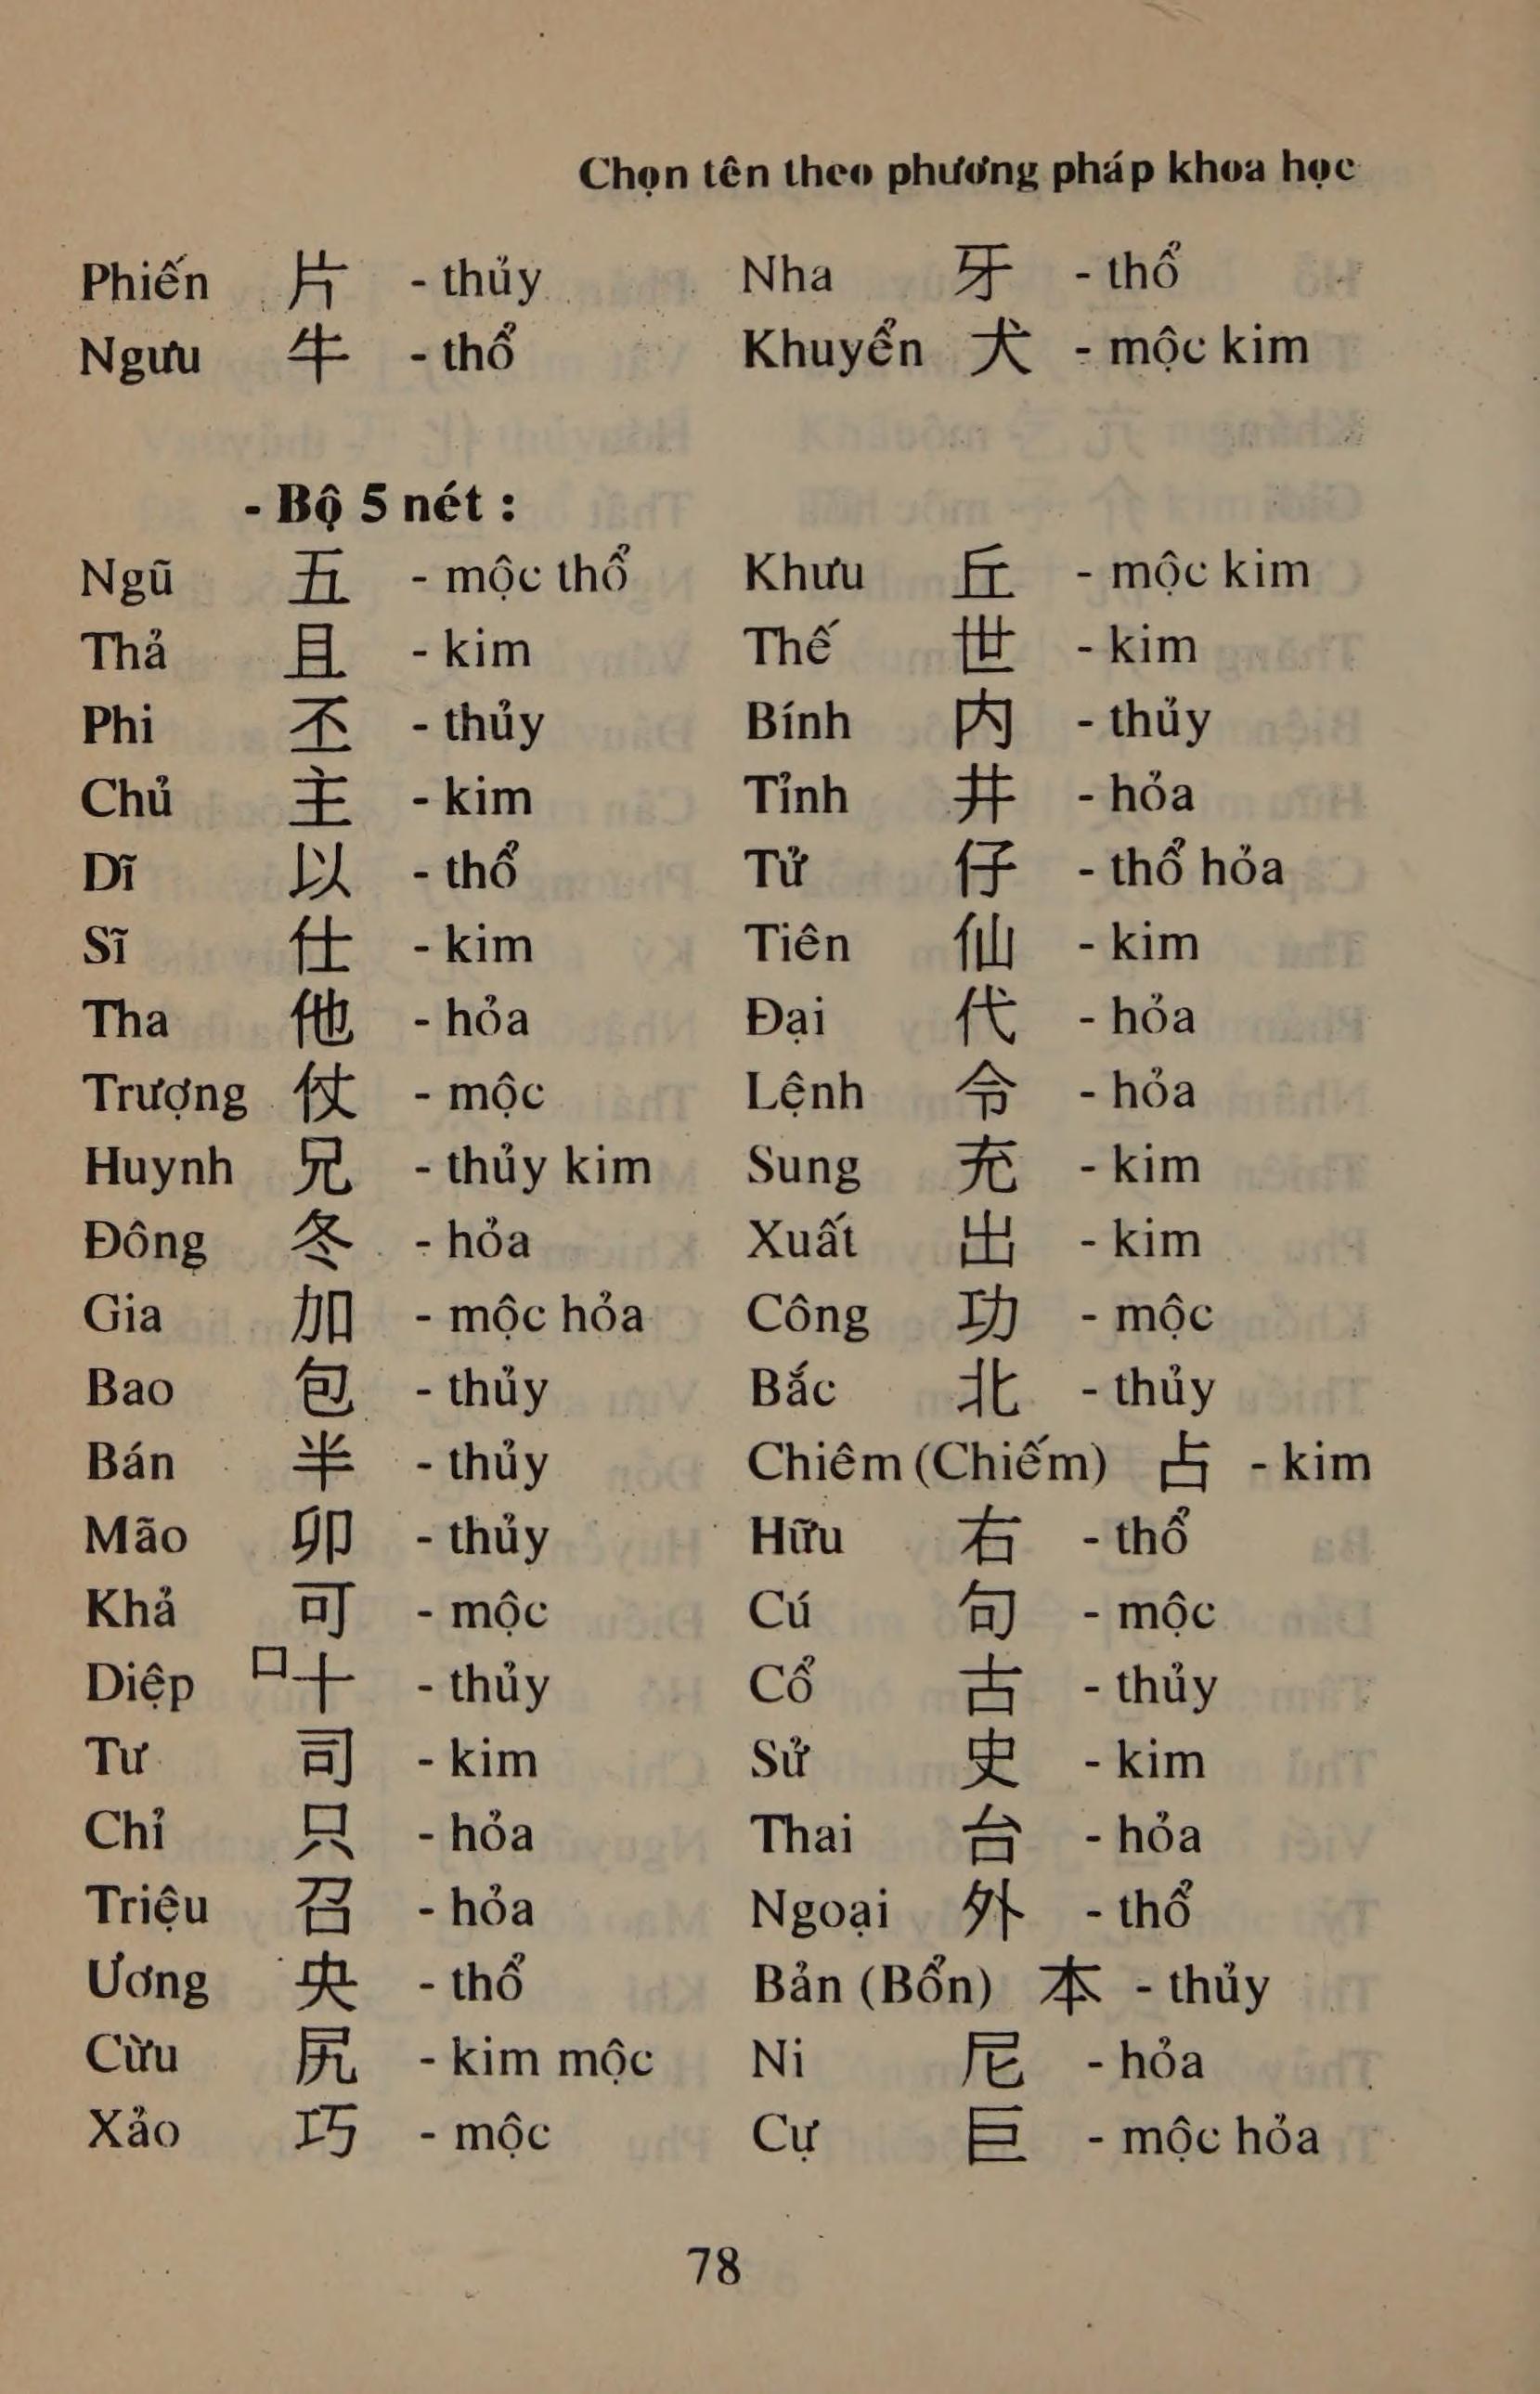 Chọn tên theo phương pháp khoa học
Phiến 片 - thủy Nha 牙 - thổ
Ngưu 牛 - thổ Khuyển 犬 - mộc kim
- Bộ 5 nét :
Ngũ 五 - mộc thổ Khưu 丘 - mộc kim
Thả 且 - kim Thế 世 - kim
Phi 丕 - thủy Bính 内 - thủy
Chủ 主 - kim Tỉnh 井 - hỏa
Dĩ 以 - thổ Tử 仔 - thổ hỏa
Sĩ 仕 - kim Tiên 仙 - kim
Tha 他 - hỏa Đại 代 - hỏa
Trượng 仗 - mộc Lệnh 令 - hỏa
Huynh 兄 - thủy kim Sung 充 - kim
Đông 冬 - hỏa Xuất 出 - kim
Gia 加 - mộc hỏa Công 功 - mộc
Bao 包 - thủy Bắc 北 - thủy
Bán 半 - thủy Chiêm (Chiếm) 占 - kim
Mão 卯 - thủy Hữu 右 - thổ
Khả 可 - mộc Cú 句 - mộc
Diệp 叶 - thủy Cổ 古 - thủy
Tư 司 - kim Sử 史 - kim
Chỉ 只 - hỏa Thai 台 - hỏa
Triệu 召 - hỏa Ngoại 外 - thổ
Ương 央 - thổ Bản (Bổn) 本 - thủy
Cừu 尻 - kim mộc Ni 尼 - hỏa
Xảo 巧 - mộc Cự 巨 - mộc hỏa
78